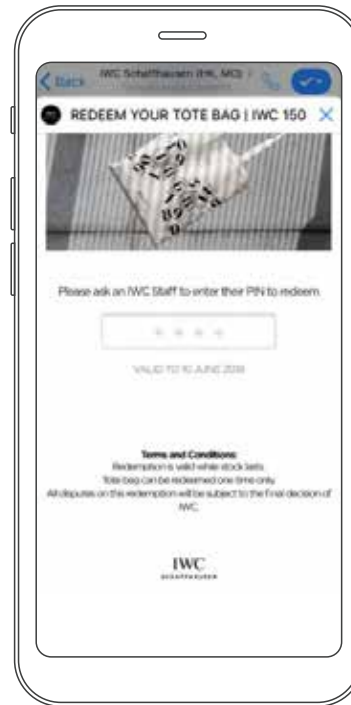 Back
IWC Schaffhausen (HK, MO)
REDEEM YOUR TOTE BAG | IWC 150
Please ask an IWC Staff to enter their PIN to redeem
* * * *
VALID TO 10 JUNE 2018
Terms and Conditions:
Redemption is valid while stock lasts.
Tote bag can be redeemed one time only.
All disputes on this redemption will be subject to the final decision of
IWC.
IWC
SCHAFFHAUSEN